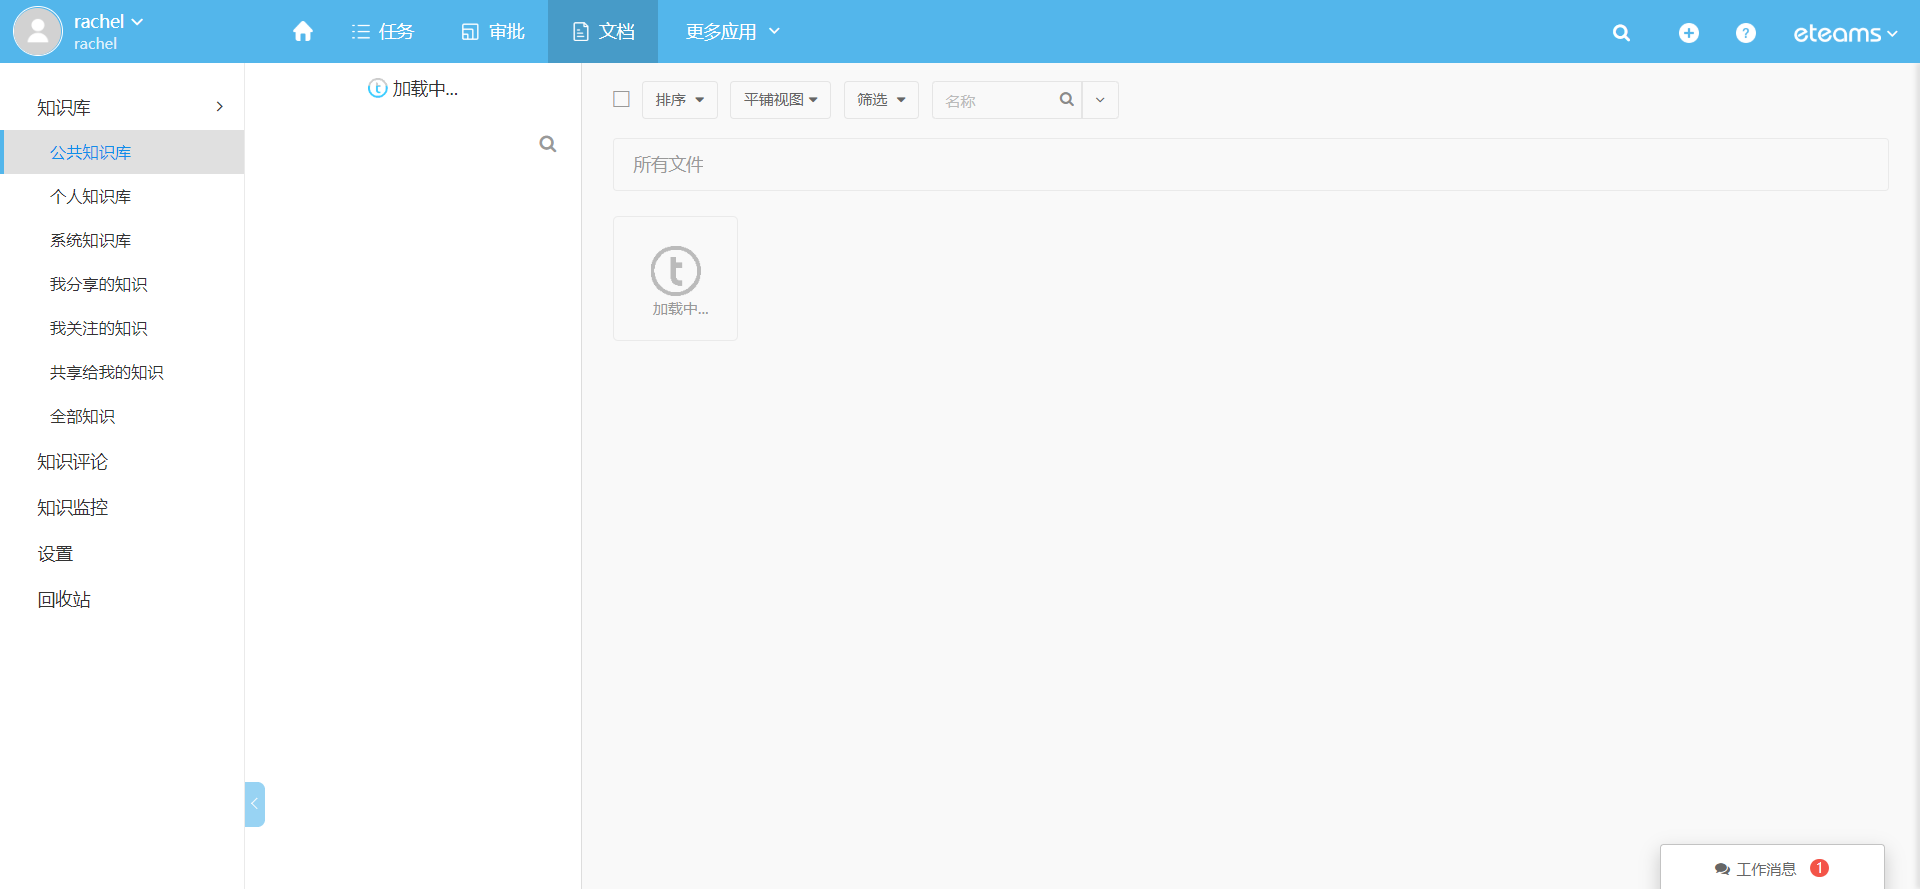 rachel
rachel
任务
审批
文档
更多应用
eteams
知识库
公共知识库
个人知识库
系统知识库
我分享的知识
我关注的知识
共享给我的知识
全部知识
知识评论
知识监控
设置
回收站
加载中...
排序
平铺视图
筛选
名称
所有文件
加载中...
工作消息 1